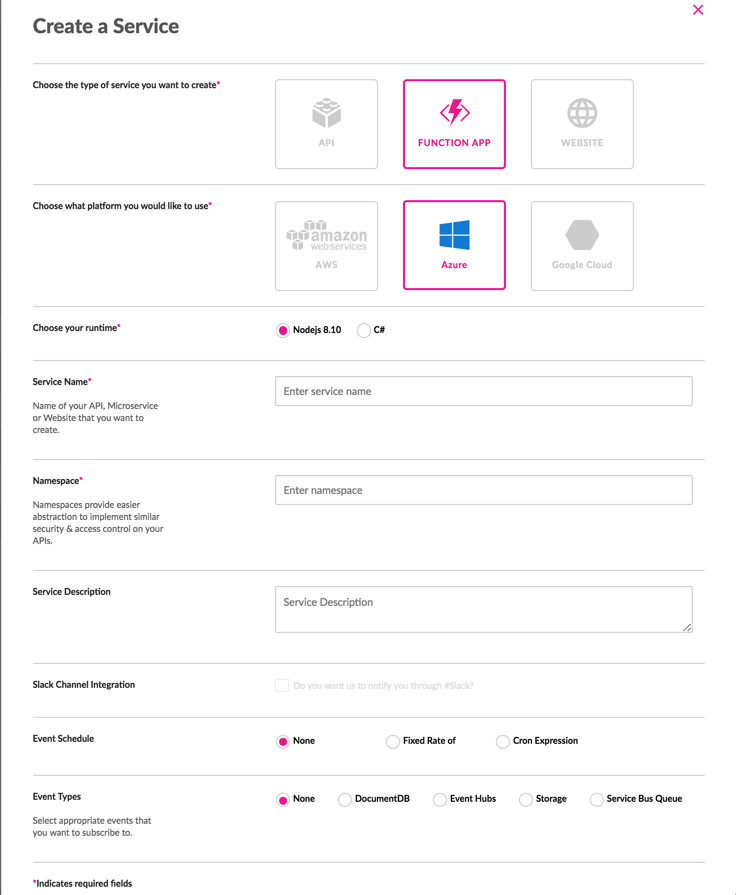 Create a Service
Choose the type of service you want to create*
API
FUNCTION APP
WEBSITE
Choose what platform you would like to use*
amazon
webservices
AWS
Azure
Google Cloud
Choose your runtime*
Nodejs 8.10
C#
Service Name*
Name of your API, Microservice
or Website that you want to
create.
Enter service name
Namespace*
Namespaces provide easier
abstraction to implement similar
security & access control on your
APIs.
Enter namespace
Service Description
Service Description
Slack Channel Integration
Do you want us to notify you through #Slack?
Event Schedule
None
Fixed Rate of
Cron Expression
Event Types
Select appropriate events that
you want to subscribe to.
None
DocumentDB
Event Hubs
Storage
Service Bus Queue
*Indicates required fields